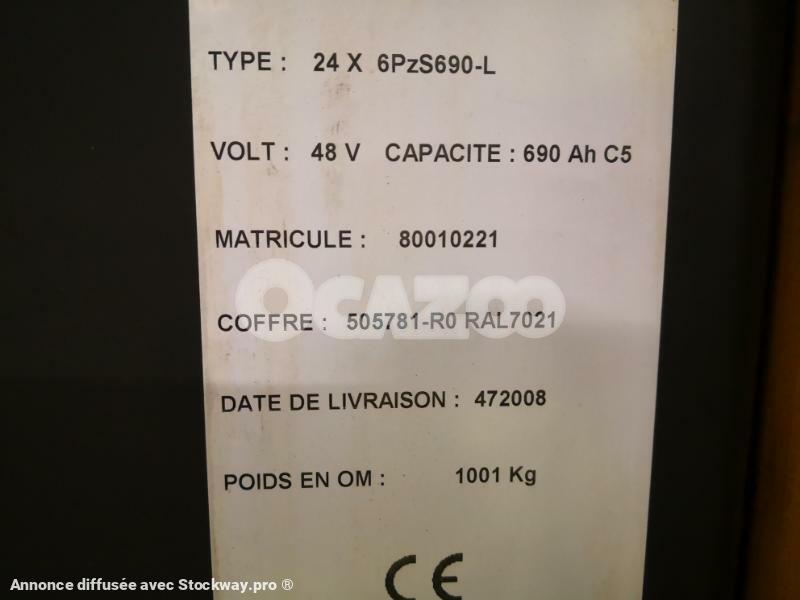 TYPE : 24 X 6PzS690-L
VOLT : 48 V CAPACITE : 690 Ah C5
MATRICULE : 80010221
OCAZOO
COFFRE : 505781-R0 RAL7021
DATE DE LIVRAISON : 472008
POIDS EN OM : 1001 Kg
CE
Annonce diffusée avec Stockway.pro ®